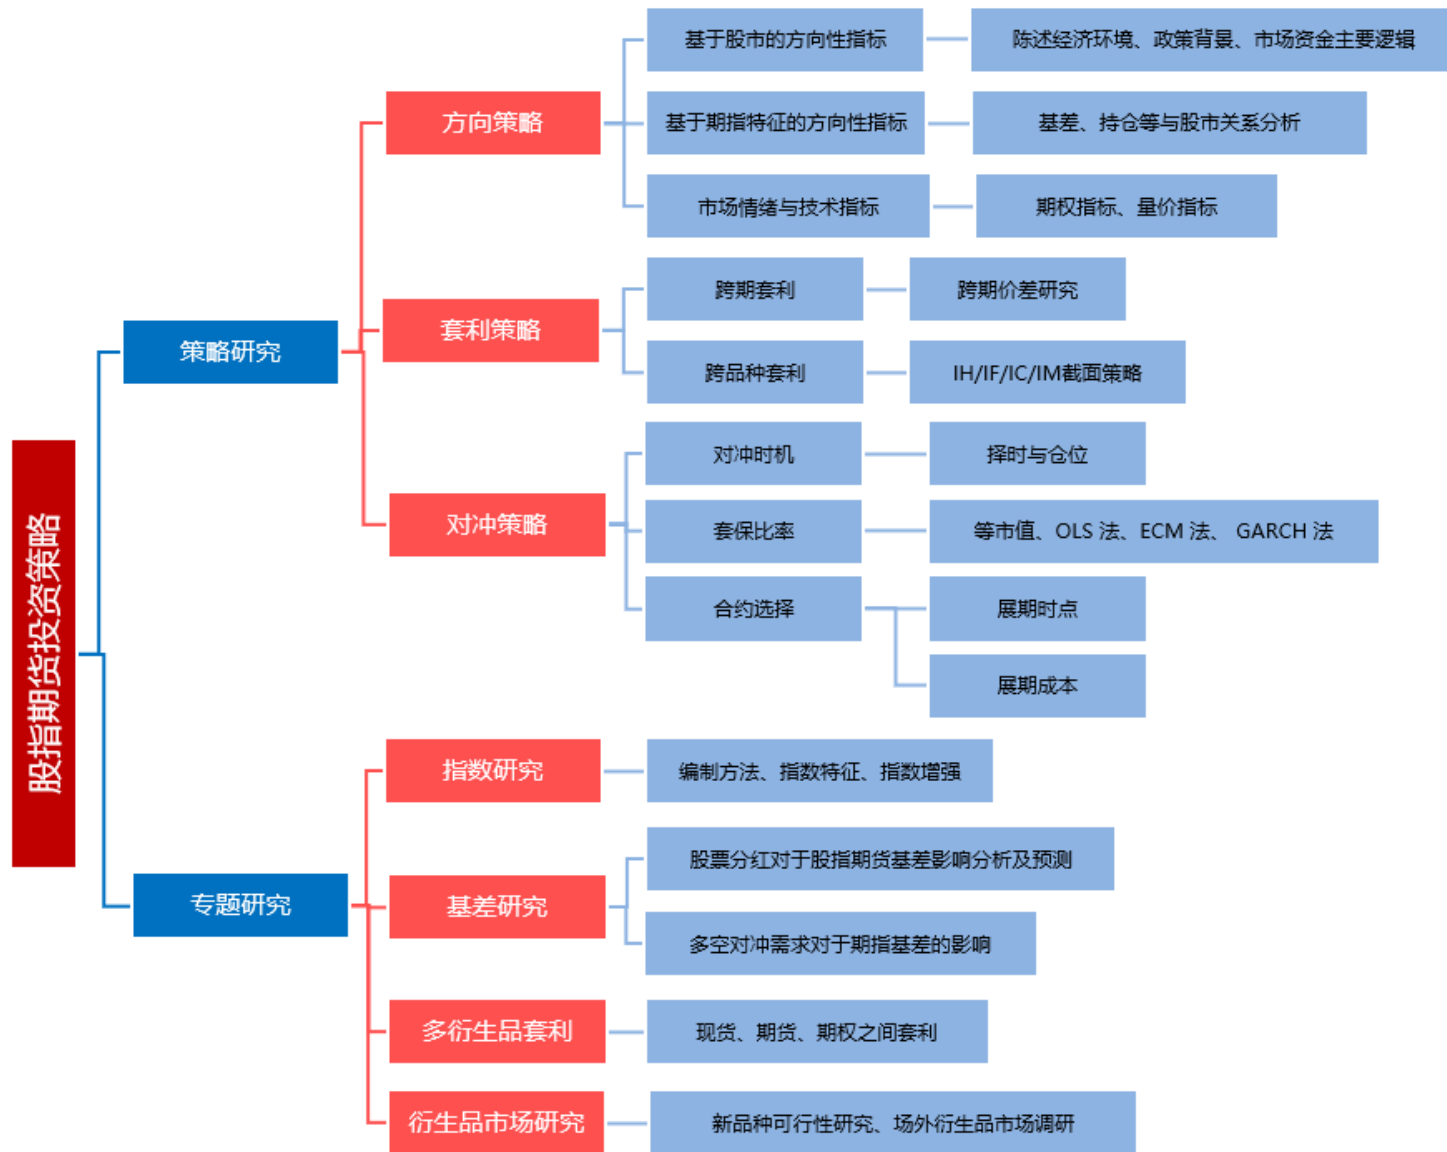 股指期货投资策略
策略研究
方向策略
基于股市的方向性指标
陈述经济环境、政策背景、市场资金主要逻辑
基于期指特征的方向性指标
基差、持仓等与股市关系分析
市场情绪与技术指标
期权指标、量价指标
套利策略
跨期套利
跨期价差研究
跨品种套利
IH/IF/IC/IM截面策略
对冲策略
对冲时机
择时与仓位
套保比率
等市值、OLS 法、ECM 法、 GARCH 法
合约选择
展期时点
展期成本
专题研究
指数研究
编制方法、指数特征、指数增强
基差研究
股票分红对于股指期货基差影响分析及预测
多空对冲需求对于期指基差的影响
多衍生品套利
现货、期货、期权之间套利
衍生品市场研究
新品种可行性研究、场外衍生品市场调研